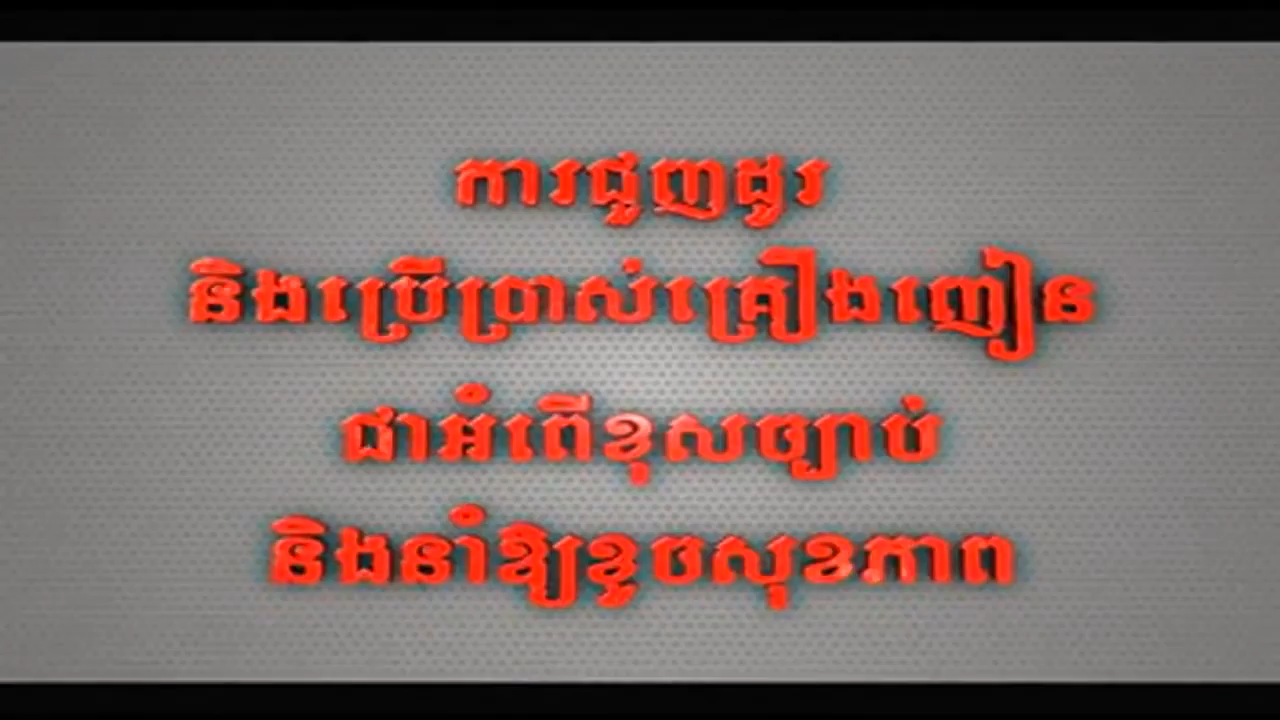 ការជួញដូរ
និងប្រើប្រាស់គ្រឿងញៀន
ជាអំពើខុសច្បាប់
និងនាំឱ្យខូចសុខភាព